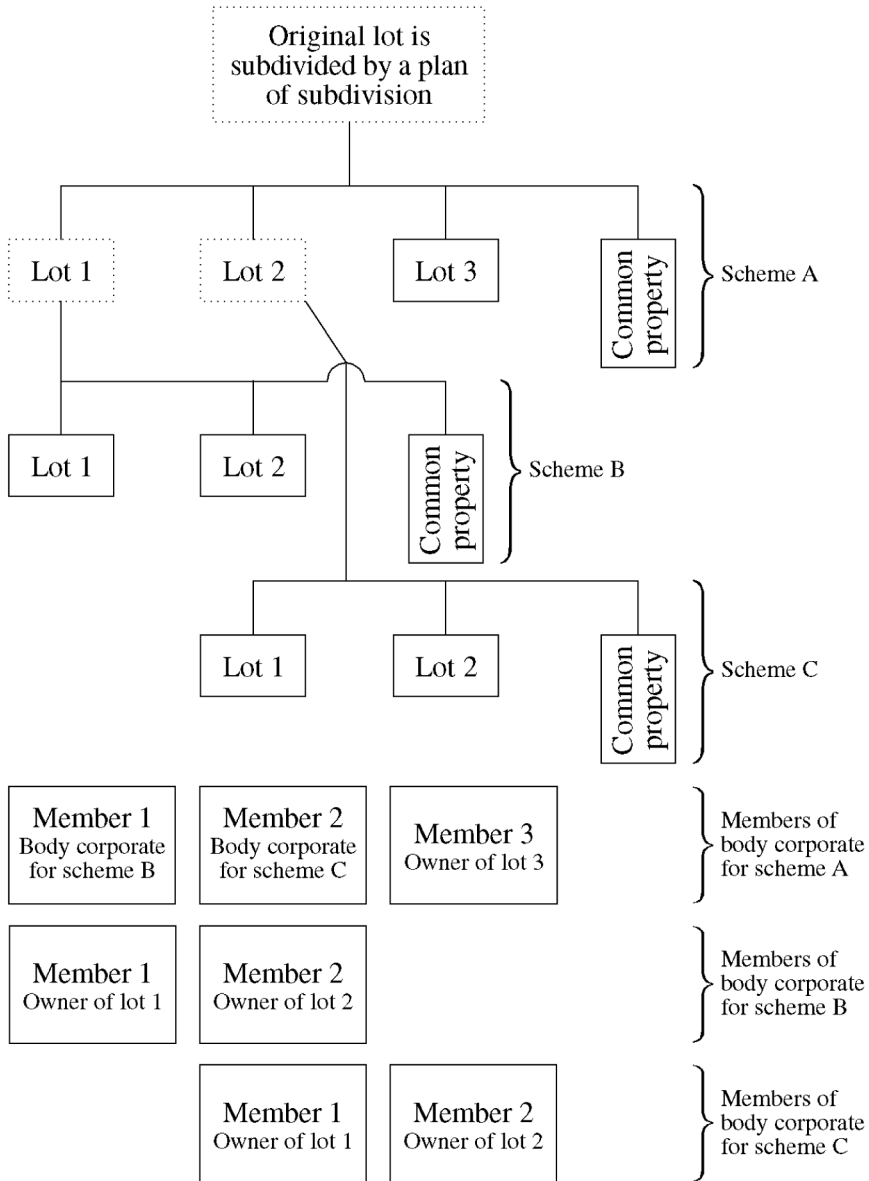 Original lot is
subdivided by a plan
of subdivision
Lot 1
Lot 2
Lot 3
Common
property
Scheme A
Lot 1
Lot 2
Common
property
Scheme B
Lot 1
Lot 2
Common
property
Scheme C
Member 1
Body corporate
for scheme B
Member 2
Body corporate
for scheme C
Member 3
Owner of lot 3
Members of
body corporate
for scheme A
Member 1
Owner of lot 1
Member 2
Owner of lot 2
Members of
body corporate
for scheme B
Member 1
Owner of lot 1
Member 2
Owner of lot 2
Members of
body corporate
for scheme C